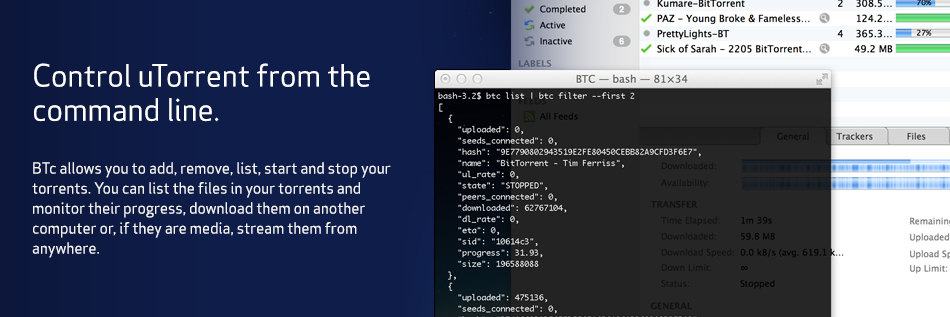 Control uTorrent from the
command line.
BTc allows you to add, remove, list, start and stop your
torrents. You can list the files in your torrents and
monitor their progress, download them on another
computer or, if they are media, stream them from
anywhere.
Completed 2
Active
Inactive 6
LABELS
All Feeds
Kumare-BitTorrent 2 308.5... 70%
PAZ - Young Broke & Fameless... 124.2...
PrettyLights-BT 4 365.3... 27%
Sick of Sarah - 2205 BitTorrent... 49.2 MB
BTC — bash — 81×34
bash-3.2$ btc list | btc filter --first 2
[
{
"uploaded": 0,
"seeds_connected": 0,
"hash": "9E7790802943519E2FE80450CEBB82A9CFD3F6E7",
"name": "BitTorrent - Tim Ferriss",
"ul_rate": 0,
"state": "STOPPED",
"peers_connected": 0,
"downloaded": 62767104,
"dl_rate": 0,
"eta": 0,
"sid": "10614c3",
"progress": 31.93,
"size": 196588088
},
{
"uploaded": 475136,
"seeds_connected": 0,
General Trackers Files
Downloaded:
Availability:
TRANSFER
Time Elapsed: 1m 39s Remaining
Downloaded: 59.8 MB Uploaded
Download Speed: 0.0 kB/s (avg. 619.1 k... Upload Sp
Down Limit: ∞ Up Limit:
Status: Stopped
GENERAL